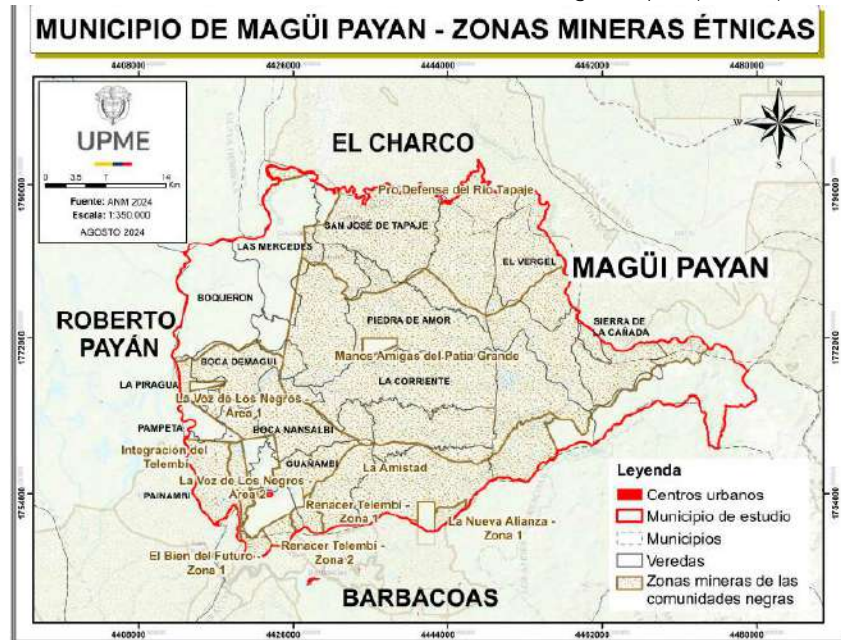 MUNICIPIO DE MAGÜI PAYAN - ZONAS MINERAS ÉTNICAS
4408000 4426000 4444000 4462000 4480000
N
W E
S
UPME
0 3.5 7 14
Km
Fuente: ANM 2024
Escala: 1:350.000
AGOSTO 2024
EL CHARCO
1790000 1790000
Pro Defensa del Rio Tapaje
SAN JOSÉ DE TAPAJE
LAS MERCEDES
EL VERGEL
MAGÜI PAYAN
BOQUERON
ROBERTO
PAYÁN
PIEDRA DE AMOR
SIERRA DE
LA CAÑADA
1772000 1772000
Manos Amigas del Patia Grande
BOCA DEMAGUI
LA CORRIENTE
LA PIRAGUA
La Voz de Los Negros -
Area 1
PAMPETA
BOCA NANSALBI
Integración del
Telembi
GUAÑAMBI
La Amistad
La Voz de Los Negros
Area 2
PAINAMBI
1754000 1754000
Renacer Telembí -
Zona 1
La Nueva Alianza -
Zona 1
El Bien del Futuro -
Zona 1
Renacer Telembi -
Zona 2
BARBACOAS
Leyenda
Centros urbanos
Municipio de estudio
Municipios
Veredas
Zonas mineras de las
comunidades negras
4408000 4426000 4444000 4462000 4480000